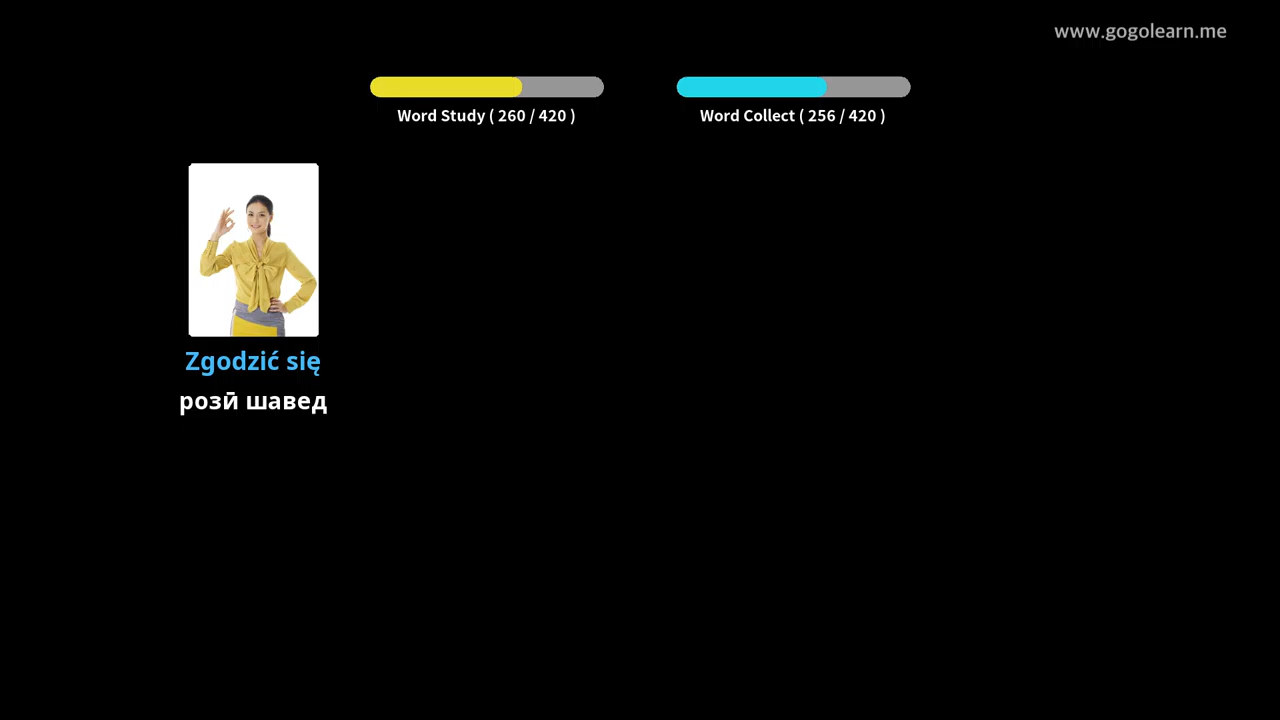 www.gogolearn.me
Word Study ( 260 / 420 )
Word Collect ( 256 / 420 )
Zgodzić się
розӣ шавед